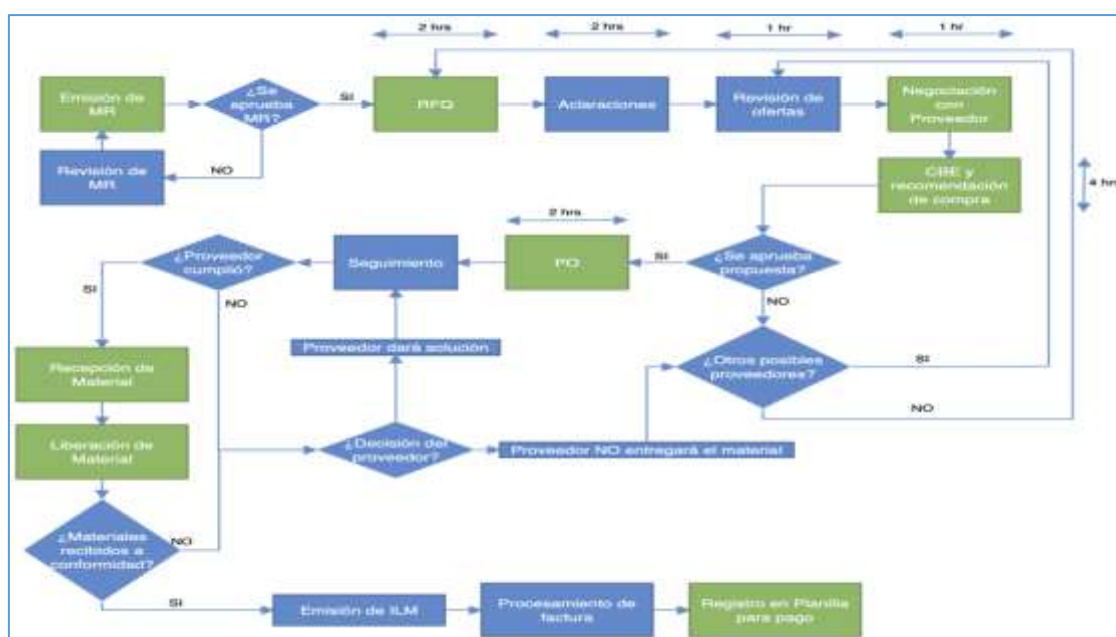 2 hrs
2 hrs
1 hr
1 hr
Emisión de
MR
¿Se
aprueba
MR?
SI
RFQ
Aclaraciones
Revisión de
ofertas
Negociación
con
Proveedor
Revisión de
MR
NO
CBE y
recomendación
de compra
4 hrs
2 hrs
¿Proveedor
cumplió?
Seguimiento
PO
SI
¿Se aprueba
propuesta?
SI
NO
NO
Proveedor dará solución
¿Otros posibles
proveedores?
SI
Recepción de
Material
NO
Liberación de
Material
¿Decisión del
proveedor?
Proveedor NO entregará el material
¿Materiales
recibidos a
conformidad?
NO
SI
Emisión de ILM
Procesamiento de
factura
Registro en Planilla
para pago